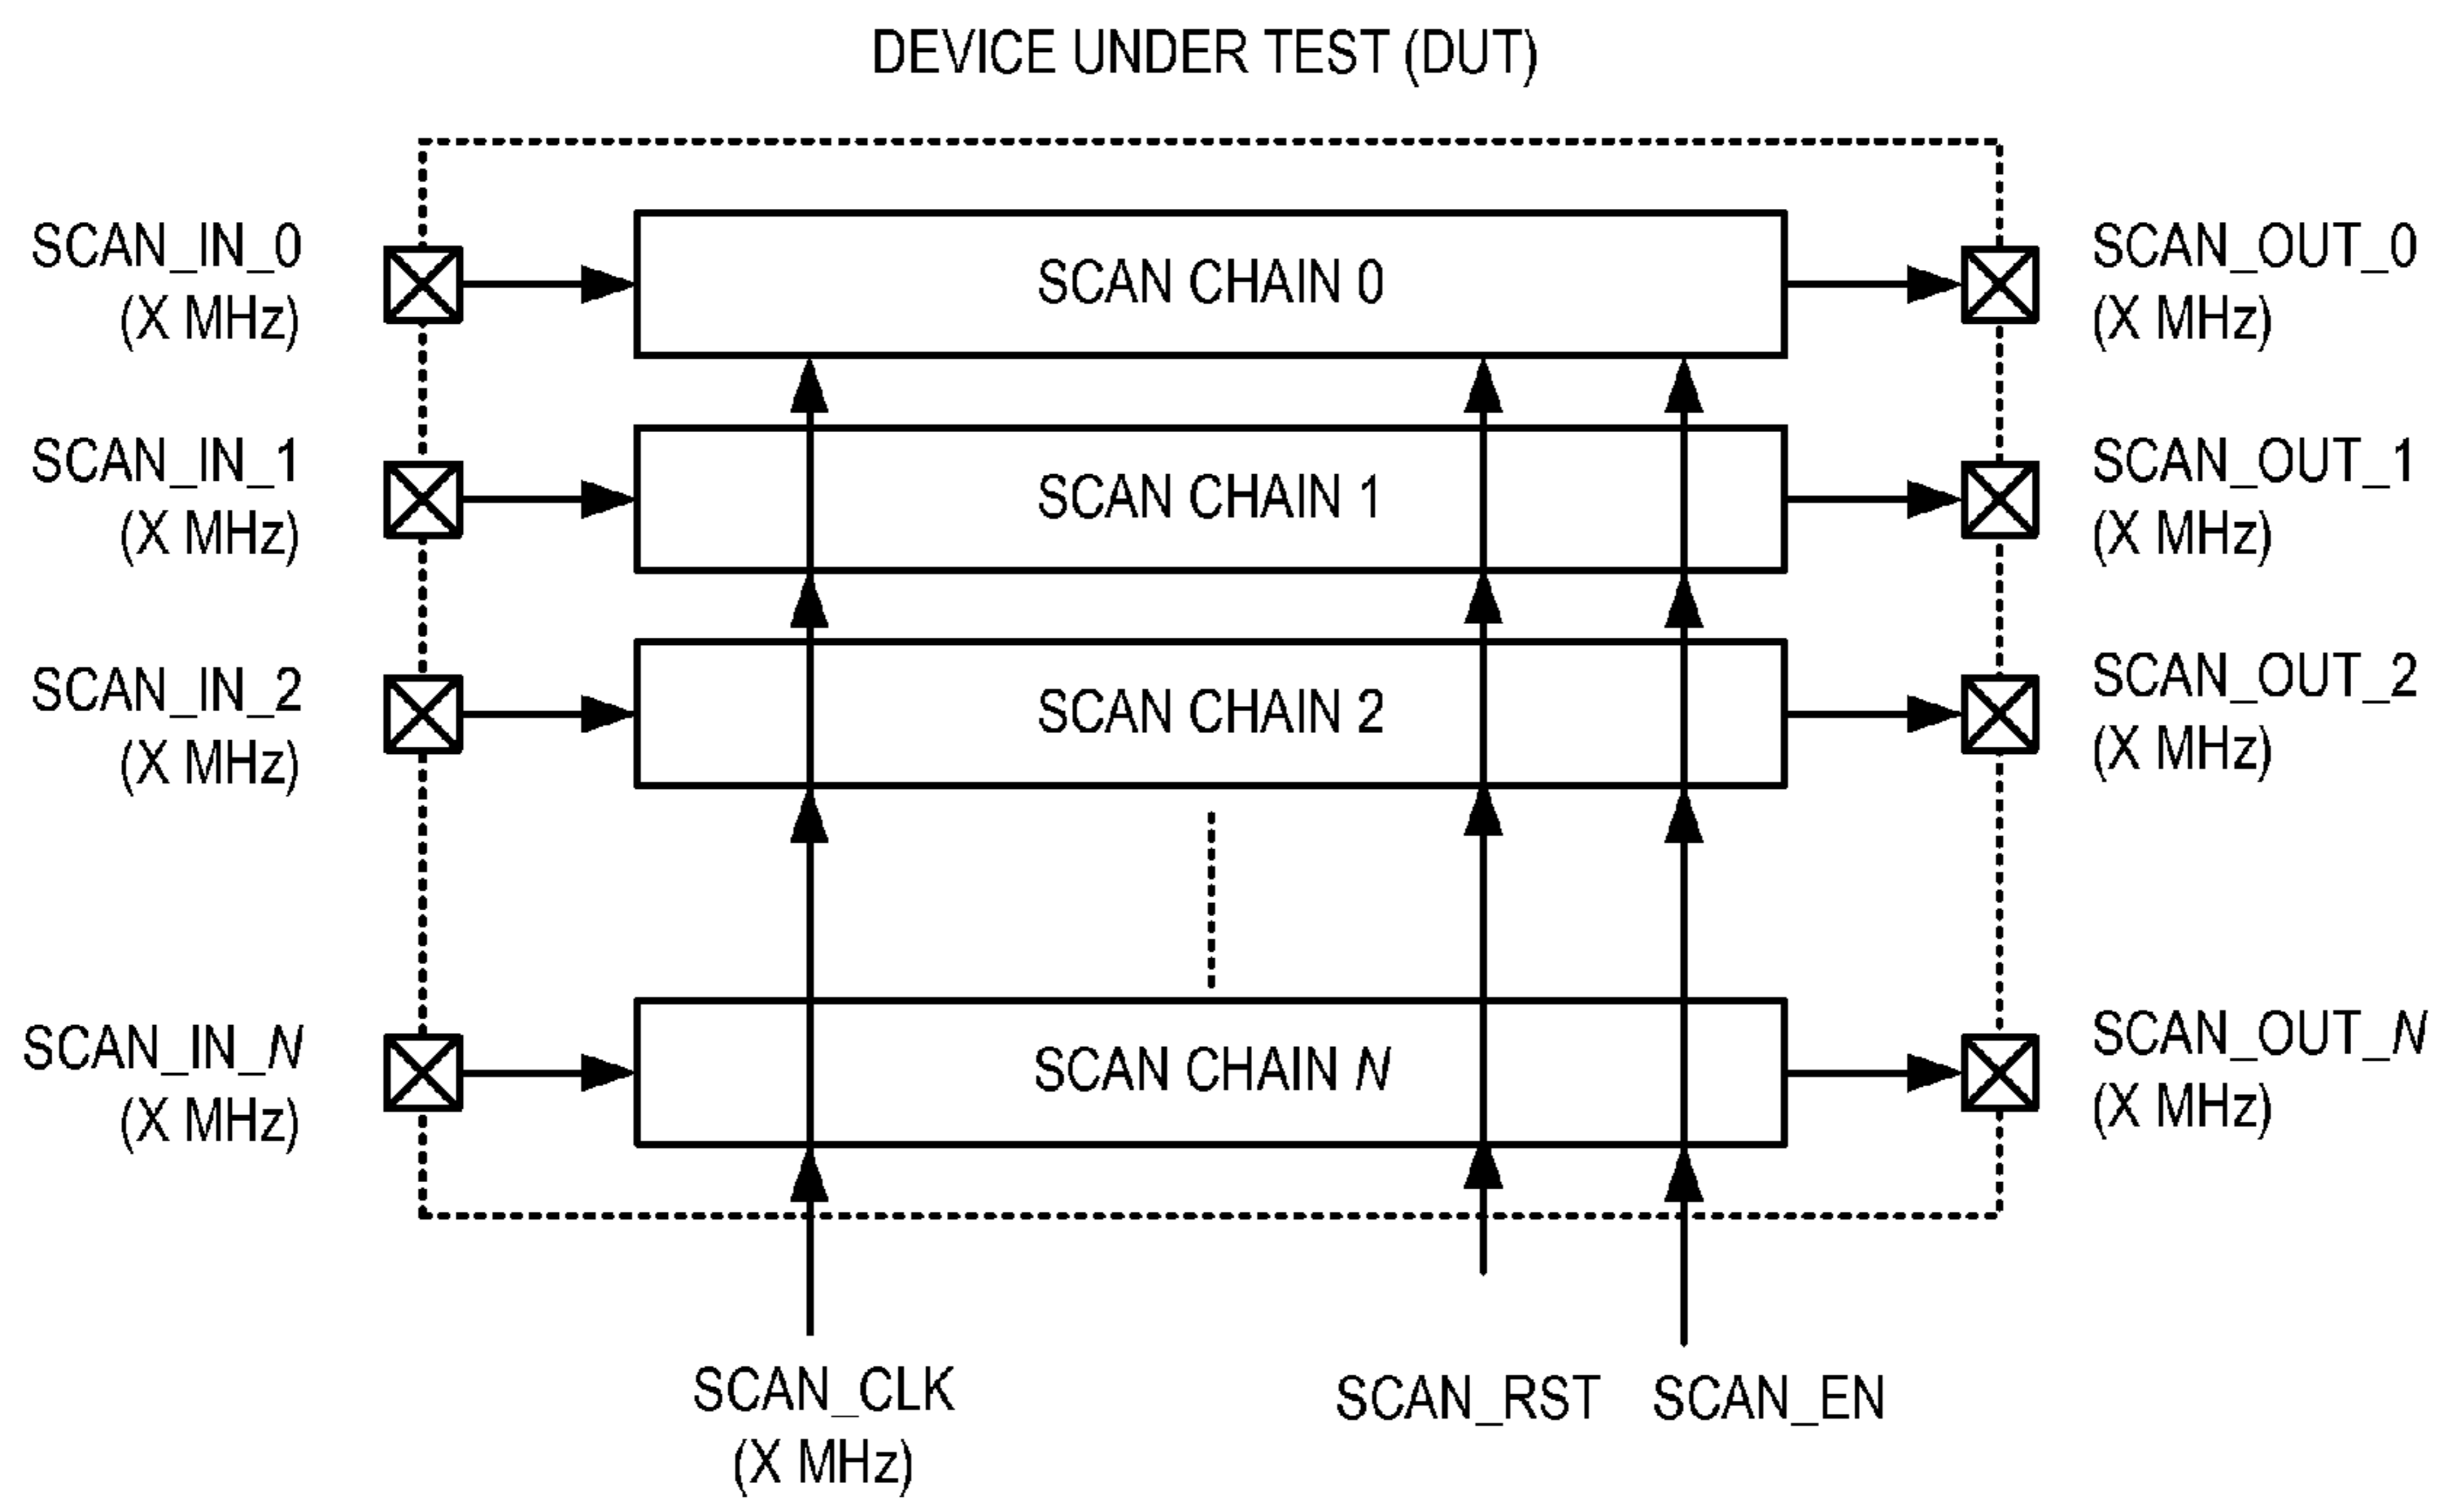 DEVICE UNDER TEST (DUT)
SCAN_IN_0
(X MHz)
SCAN CHAIN 0
SCAN_OUT_0
(X MHz)
SCAN_IN_1
(X MHz)
SCAN CHAIN 1
SCAN_OUT_1
(X MHz)
SCAN_IN_2
(X MHz)
SCAN CHAIN 2
SCAN_OUT_2
(X MHz)
SCAN_IN_N
(X MHz)
SCAN CHAIN N
SCAN_OUT_N
(X MHz)
SCAN_CLK
(X MHz)
SCAN_RST
SCAN_EN